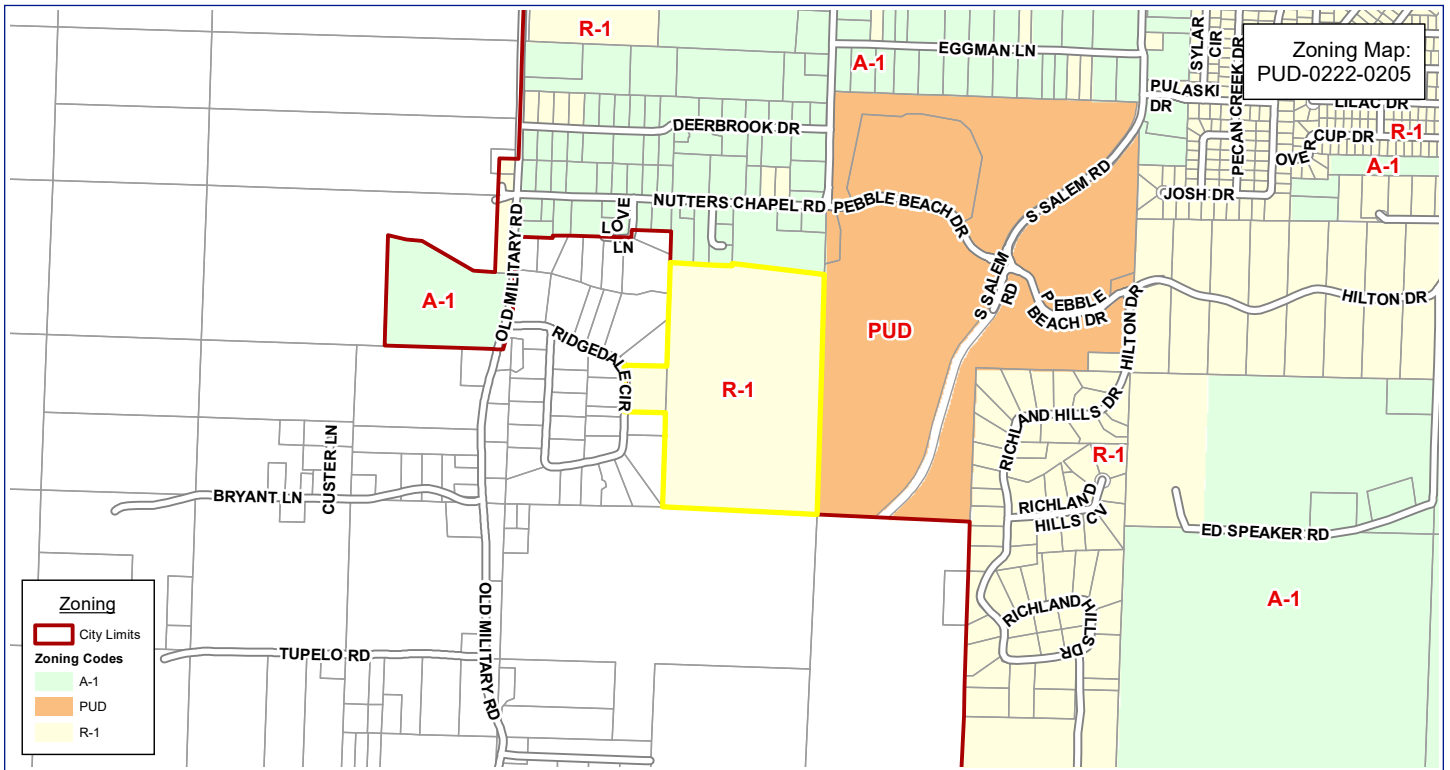 R-1
Zoning Map:
PUD-0222-0205
EGGMAN LN
A-1
SYLAR
CIR
PULASKI
DR
PECAN CREEK DR
LILAC DR
R-1
CUP DR
OVER
A-1
DEERBROOK DR
JOSH DR
NUTTERS CHAPEL RD
PEBBLE BEACH DR
S SALEM RD
LOVE
LN
OLD MILITARY RD
A-1
S SALEM
RD
PEBBLE
BEACH DR
HILTON DR
HILTON DR
RIDGEDALE CIR
PUD
R-1
RICHLAND HILLS DR
R-1
CUSTER LN
BRYANT LN
RICHLAND
HILLS CV
ED SPEAKER RD
OLD MILITARY RD
RICHLAND
HILLS DR
A-1
TUPELO RD
Zoning
City Limits
Zoning Codes
A-1
PUD
R-1